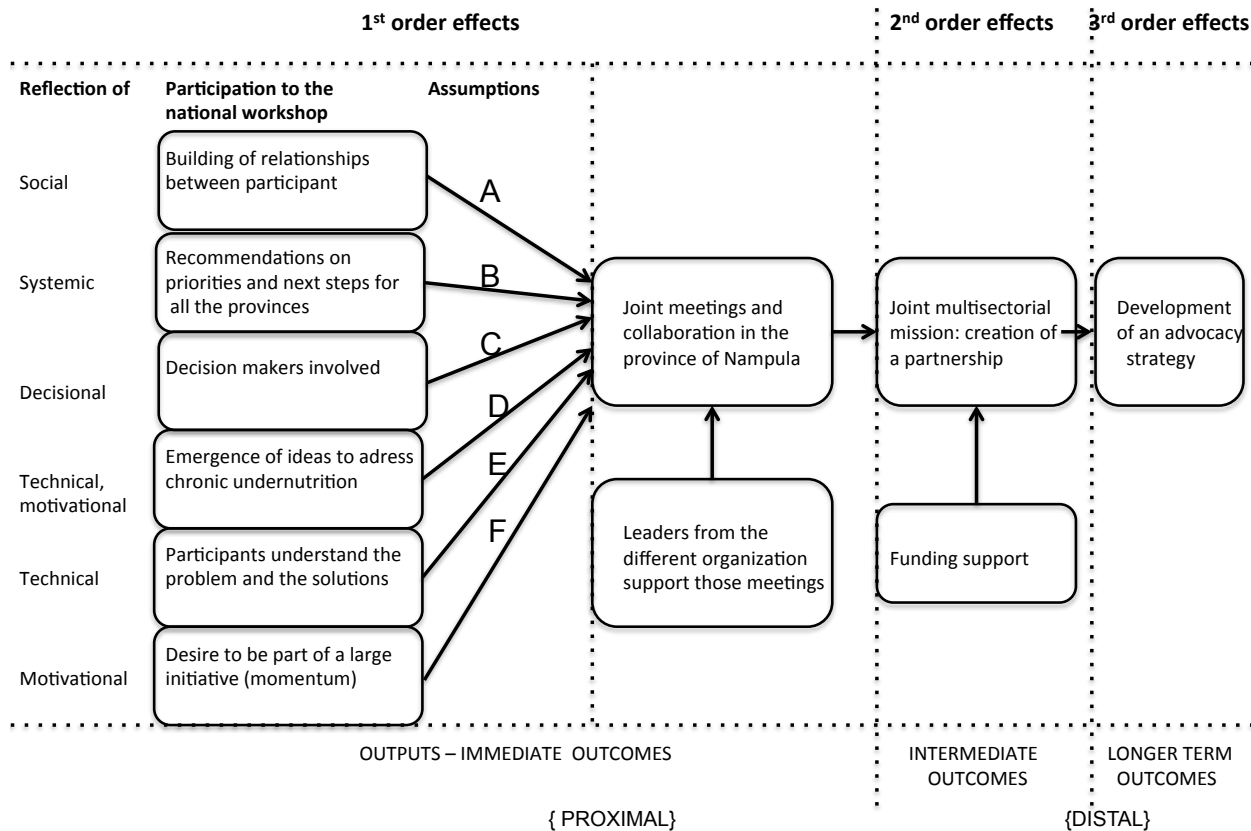 1st order effects
2nd order effects
3rd order effects
Reflection of
Participation to the
national workshop
Assumptions
Social
Building of relationships
between participant
A
Systemic
Recommendations on
priorities and next steps for
all the provinces
B
Decisional
Decision makers involved
C
Technical,
motivational
Emergence of ideas to adress
chronic undernutrition
D
Technical
Participants understand the
problem and the solutions
E
Motivational
Desire to be part of a large
initiative (momentum)
F
Joint meetings and
collaboration in the
province of Nampula
Leaders from the
different organization
support those meetings
Joint multisectorial
mission: creation of
a partnership
Funding support
Development
of an advocacy
strategy
OUTPUTS – IMMEDIATE OUTCOMES
INTERMEDIATE
OUTCOMES
LONGER TERM
OUTCOMES
{ PROXIMAL}
{DISTAL}